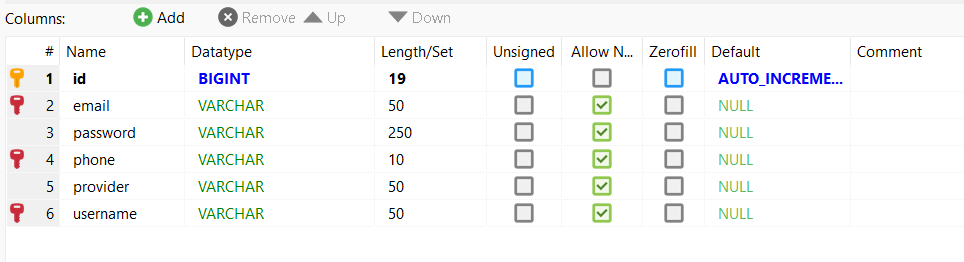 Columns: Add Remove Up Down
# Name Datatype Length/Set Unsigned Allow N... Zerofill Default Comment
1 id BIGINT 19 AUTO_INCREME...
2 email VARCHAR 50 NULL
3 password VARCHAR 250 NULL
4 phone VARCHAR 10 NULL
5 provider VARCHAR 50 NULL
6 username VARCHAR 50 NULL